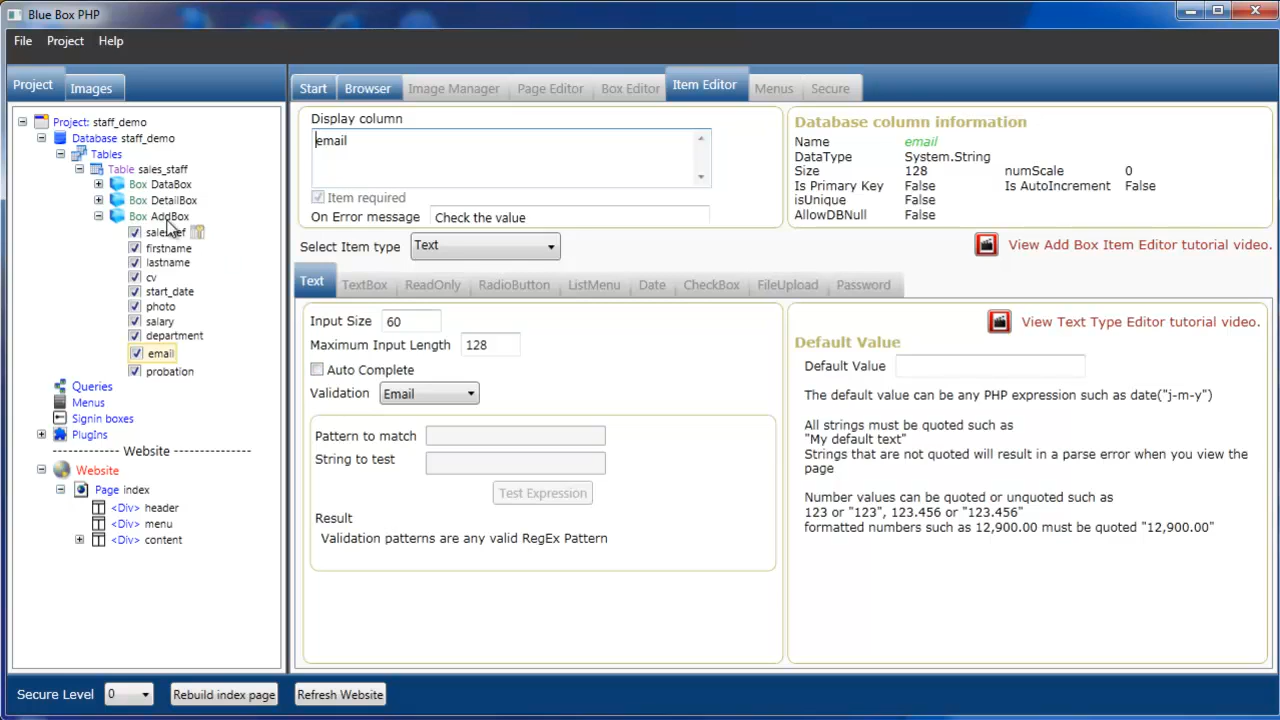 Blue Box PHP
File Project Help
Project Images
Start Browser Image Manager Page Editor Box Editor Item Editor Menus Secure
Project: staff_demo
Database staff_demo
Tables
Table sales_staff
Box DataBox
Box DetailBox
Box AddBox
firstname
lastname
cv
start_date
photo
salary
department
email
probation
Queries
Menus
Signin boxes
PlugIns
Website
Website
Page index
<Div> header
<Div> menu
<Div> content
Display column
email
Item required
On Error message Check the value
Select Item type Text
Database column information
Name email
DataType System.String
Size 128 numScale 0
Is Primary Key False Is AutoIncrement False
isUnique False
AllowDBNull False
View Add Box Item Editor tutorial video.
Text TextBox ReadOnly RadioButton ListMenu Date CheckBox FileUpload Password
Input Size 60
Maximum Input Length 128
Auto Complete
Validation Email
Pattern to match
String to test
Test Expression
Result
Validation patterns are any valid RegEx Pattern
View Text Type Editor tutorial video.
Default Value
Default Value
The default value can be any PHP expression such as date("j-m-y")
All strings must be quoted such as
"My default text"
Strings that are not quoted will result in a parse error when you view the
page
Number values can be quoted or unquoted such as
123 or "123", 123.456 or "123.456"
formatted numbers such as 12,900.00 must be quoted "12,900.00"
Secure Level 0 Rebuild index page Refresh Website